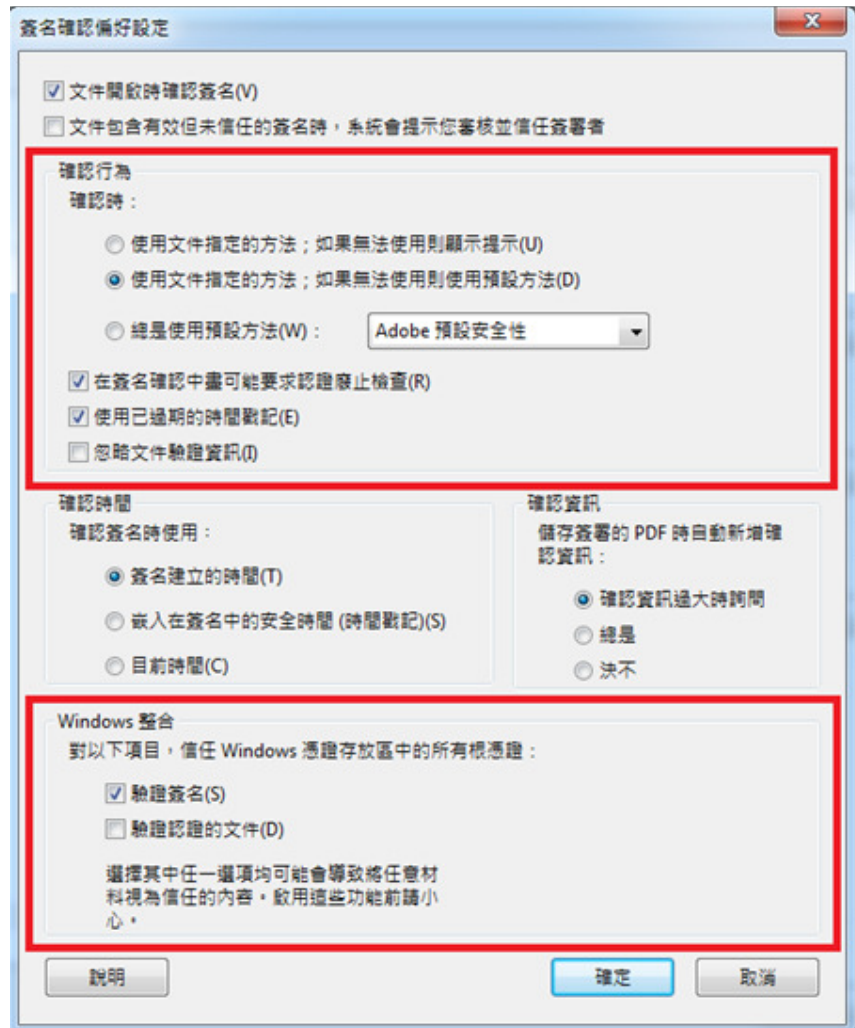 簽名確認偏好設定
文件開啟時確認簽名(V)
文件包含有效但未信任的簽名時，系統會提示您審核並信任簽署者
確認行為
確認時：
使用文件指定的方法；如果無法使用則顯示提示(U)
使用文件指定的方法；如果無法使用則使用預設方法(D)
總是使用預設方法(W)： Adobe 預設安全性
在簽名確認中盡可能要求認證廢止檢查(R)
使用已過期的時間戳記(E)
忽略文件驗證資訊(I)
確認時間
確認簽名時使用：
簽名建立的時間(T)
嵌入在簽名中的安全時間 (時間戳記)(S)
目前時間(C)
確認資訊
儲存簽署的 PDF 時自動新增確
認資訊：
確認資訊過大時詢問
總是
決不
Windows 整合
對以下項目，信任 Windows 憑證存放區中的所有根憑證：
驗證簽名(S)
驗證認證的文件(D)
選擇其中任一選項均可能會導致將任意材
料視為信任的內容。啟用這些功能前請小
心。
說明
確定
取消